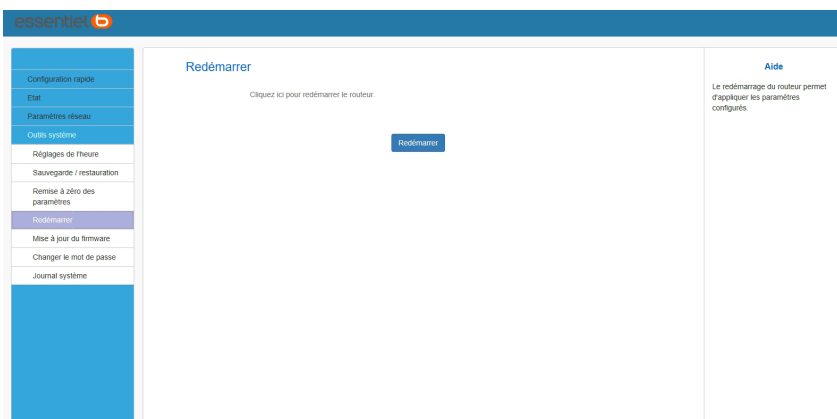 essentiel b
Configuration rapide
Etat
Paramètres réseau
Outils système
Réglages de l'heure
Sauvegarde / restauration
Remise à zéro des
paramètres
Redémarrer
Mise à jour du firmware
Changer le mot de passe
Journal système
Redémarrer
Cliquez ici pour redémarrer le routeur.
Redémarrer
Aide
Le redémarrage du routeur permet
d'appliquer les paramètres
configurés.